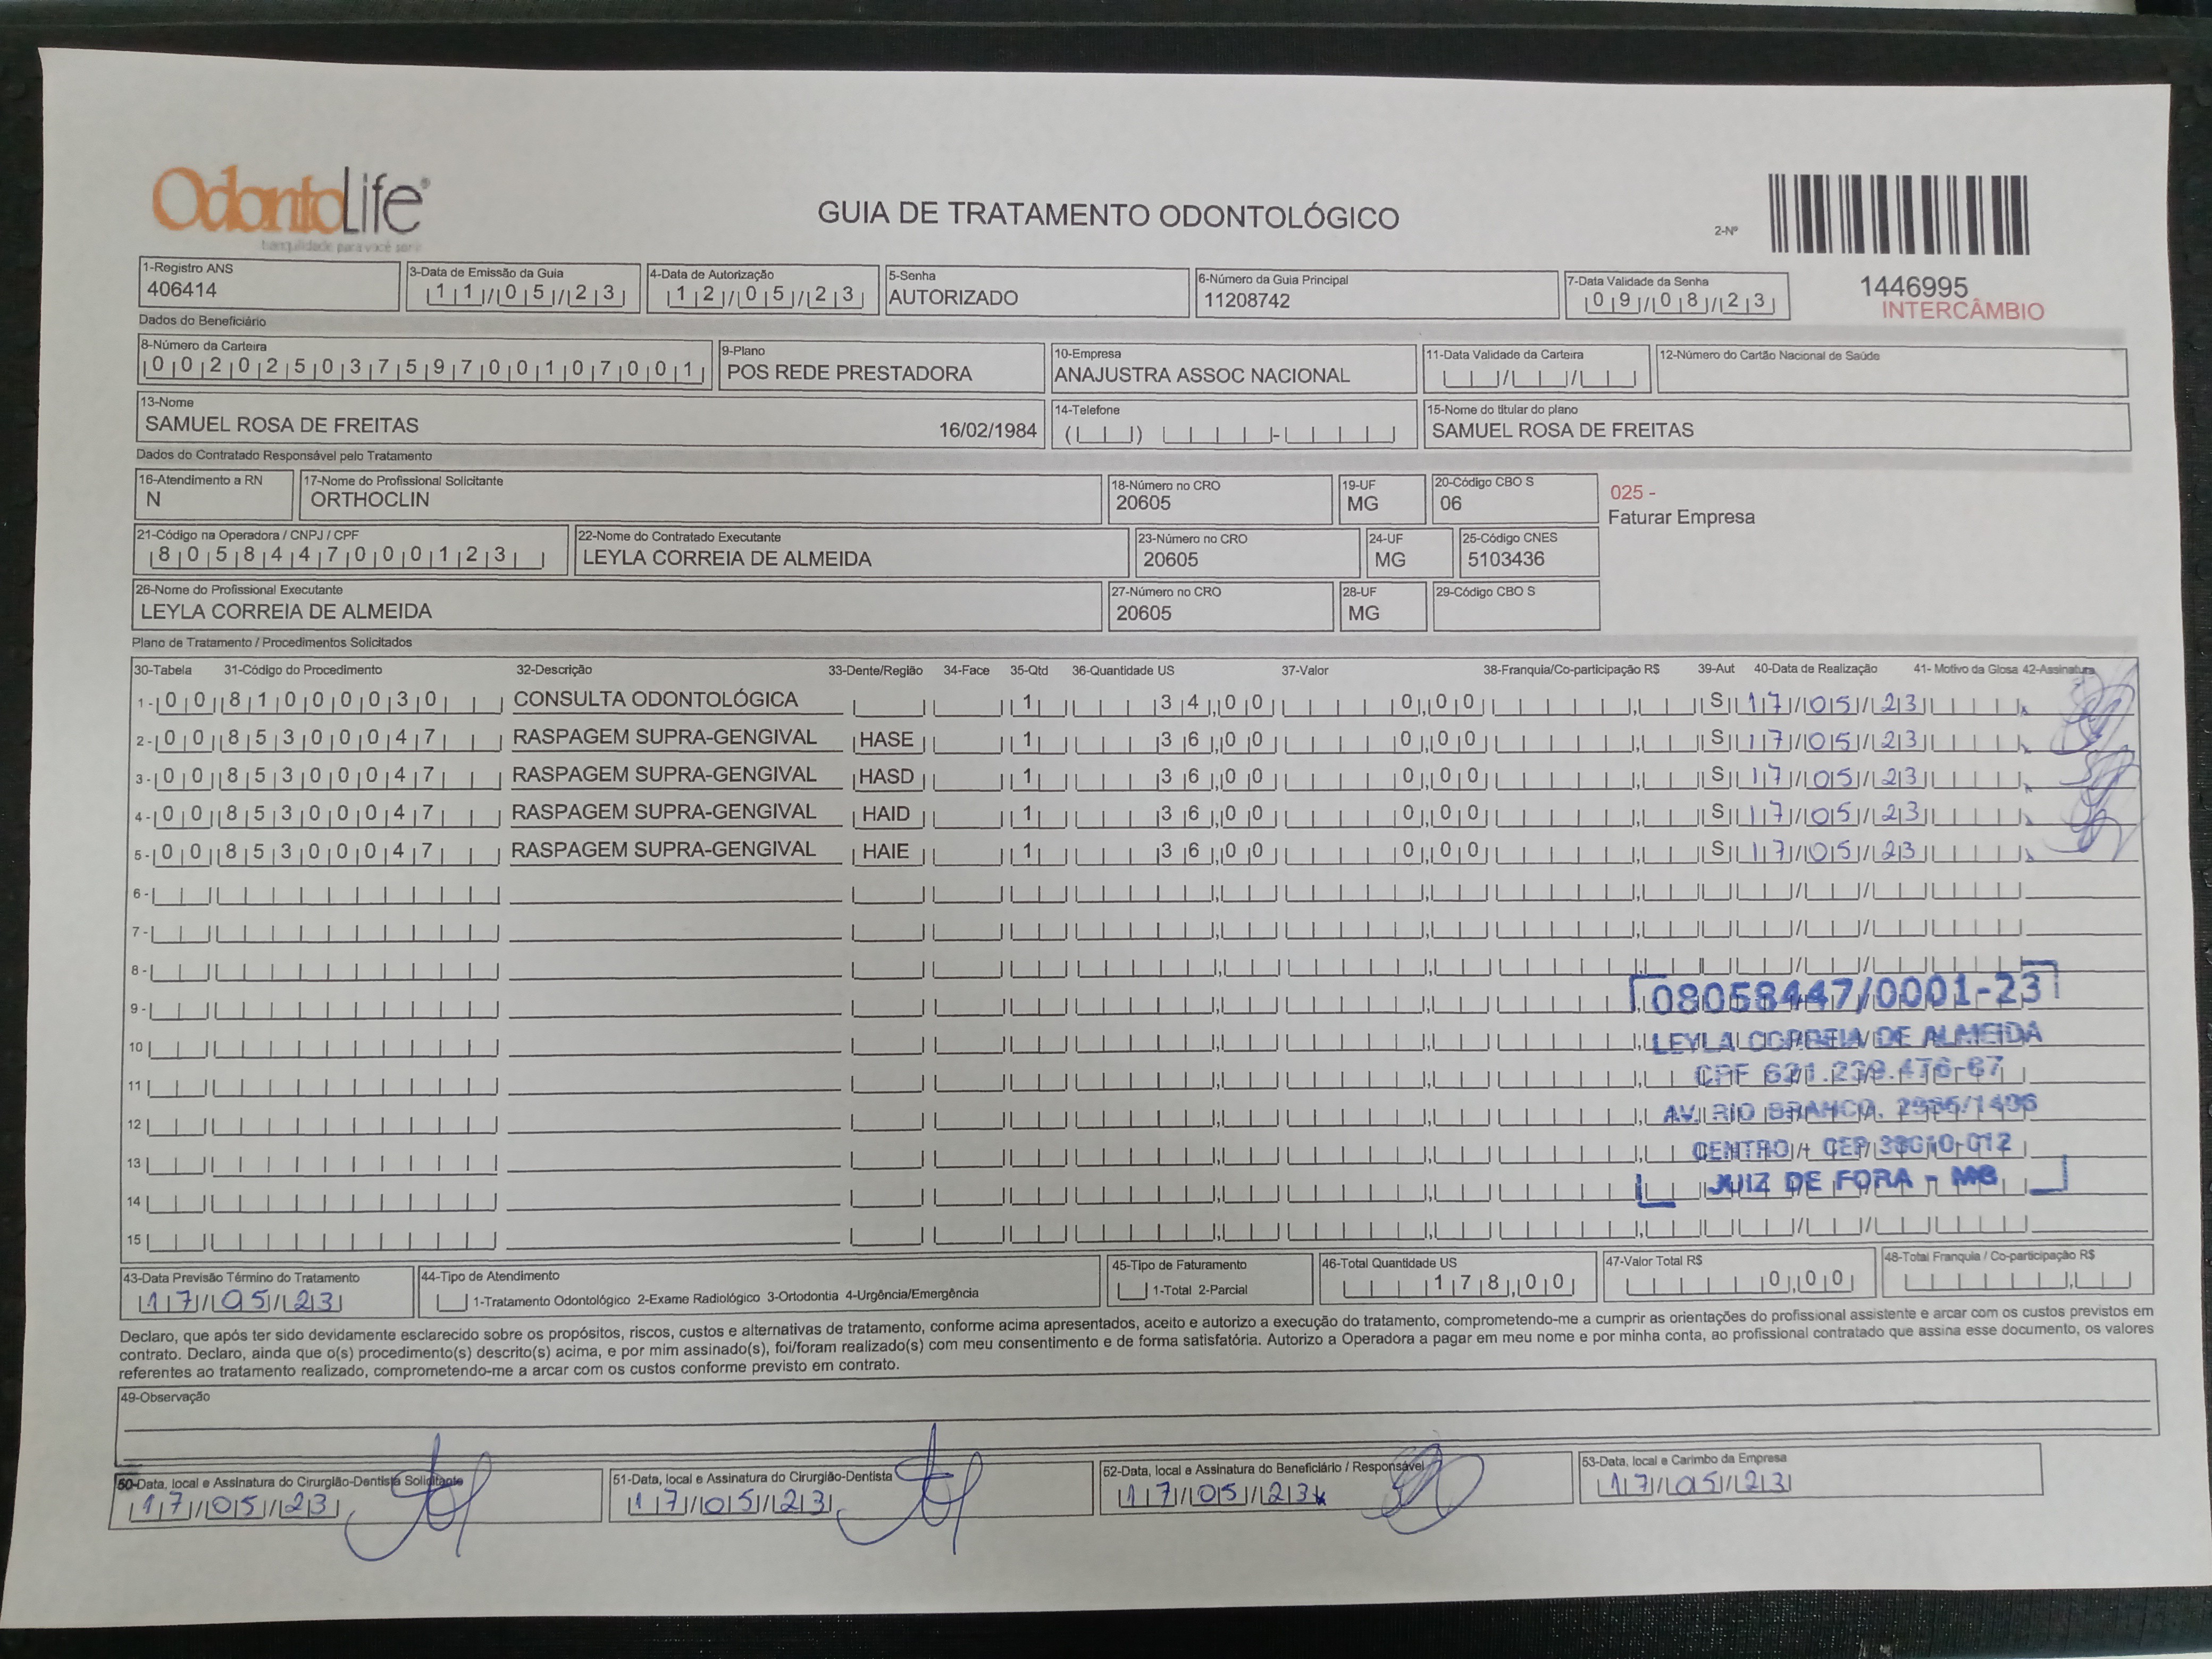 OdontoLife®
tranquilidade para você sorrir
GUIA DE TRATAMENTO ODONTOLÓGICO
2-Nº
1446995
INTERCÂMBIO
1-Registro ANS
406414
3-Data de Emissão da Guia
11/05/23
4-Data de Autorização
12/05/23
5-Senha
AUTORIZADO
6-Número da Guia Principal
11208742
7-Data Validade da Senha
09/08/23
Dados do Beneficiário
8-Número da Carteira
00202503759700107001
9-Plano
POS REDE PRESTADORA
10-Empresa
ANAJUSTRA ASSOC NACIONAL
11-Data Validade da Carteira
12-Número do Cartão Nacional de Saúde
13-Nome
SAMUEL ROSA DE FREITAS 16/02/1984
14-Telefone
15-Nome do titular do plano
SAMUEL ROSA DE FREITAS
Dados do Contratado Responsável pelo Tratamento
16-Atendimento a RN
N
17-Nome do Profissional Solicitante
ORTHOCLIN
18-Número no CRO
20605
19-UF
MG
20-Código CBO S
06
025 -
Faturar Empresa
21-Código na Operadora / CNPJ / CPF
8058447000123
22-Nome do Contratado Executante
LEYLA CORREIA DE ALMEIDA
23-Número no CRO
20605
24-UF
MG
25-Código CNES
5103436
26-Nome do Profissional Executante
LEYLA CORREIA DE ALMEIDA
27-Número no CRO
20605
28-UF
MG
29-Código CBO S
Plano de Tratamento / Procedimentos Solicitados
30-Tabela 31-Código do Procedimento 32-Descrição 33-Dente/Região 34-Face 35-Qtd 36-Quantidade US 37-Valor 38-Franquia/Co-participação R$ 39-Aut 40-Data de Realização 41- Motivo da Glosa 42-Assinatura
1- 00 81000030 CONSULTA ODONTOLÓGICA 1 34,00 0,00 S 17/05/23
2- 00 85300047 RASPAGEM SUPRA-GENGIVAL HASE 1 36,00 0,00 S 17/05/23
3- 00 85300047 RASPAGEM SUPRA-GENGIVAL HASD 1 36,00 0,00 S 17/05/23
4- 00 85300047 RASPAGEM SUPRA-GENGIVAL HAID 1 36,00 0,00 S 17/05/23
5- 00 85300047 RASPAGEM SUPRA-GENGIVAL HAIE 1 36,00 0,00 S 17/05/23
6-
7-
8-
9-
10
11
12
13
14
15
08058447/0001-23
LEYLA CORREIA DE ALMEIDA
CPF
AV. RIO BRANCO,
CENTRO - CEP
JUIZ DE FORA - MG
43-Data Previsão Término do Tratamento
17/05/23
44-Tipo de Atendimento
1-Tratamento Odontológico 2-Exame Radiológico 3-Ortodontia 4-Urgência/Emergência
45-Tipo de Faturamento
1-Total 2-Parcial
46-Total Quantidade US
178,00
47-Valor Total R$
0,00
48-Total Franquia / Co-participação R$
Declaro, que após ter sido devidamente esclarecido sobre os propósitos, riscos, custos e alternativas de tratamento, conforme acima apresentados, aceito e autorizo a execução do tratamento, comprometendo-me a cumprir as orientações do profissional assistente e arcar com os custos previstos em
contrato. Declaro, ainda que o(s) procedimento(s) descrito(s) acima, e por mim assinado(s), foi/foram realizado(s) com meu consentimento e de forma satisfatória. Autorizo a Operadora a pagar em meu nome e por minha conta, ao profissional contratado que assina esse documento, os valores
referentes ao tratamento realizado, comprometendo-me a arcar com os custos conforme previsto em contrato.
49-Observação
50-Data, local e Assinatura do Cirurgião-Dentista Solicitante
17/05/23
51-Data, local e Assinatura do Cirurgião-Dentista
17/05/23
52-Data, local e Assinatura do Beneficiário / Responsável
17/05/23
53-Data, local e Carimbo da Empresa
17/05/23